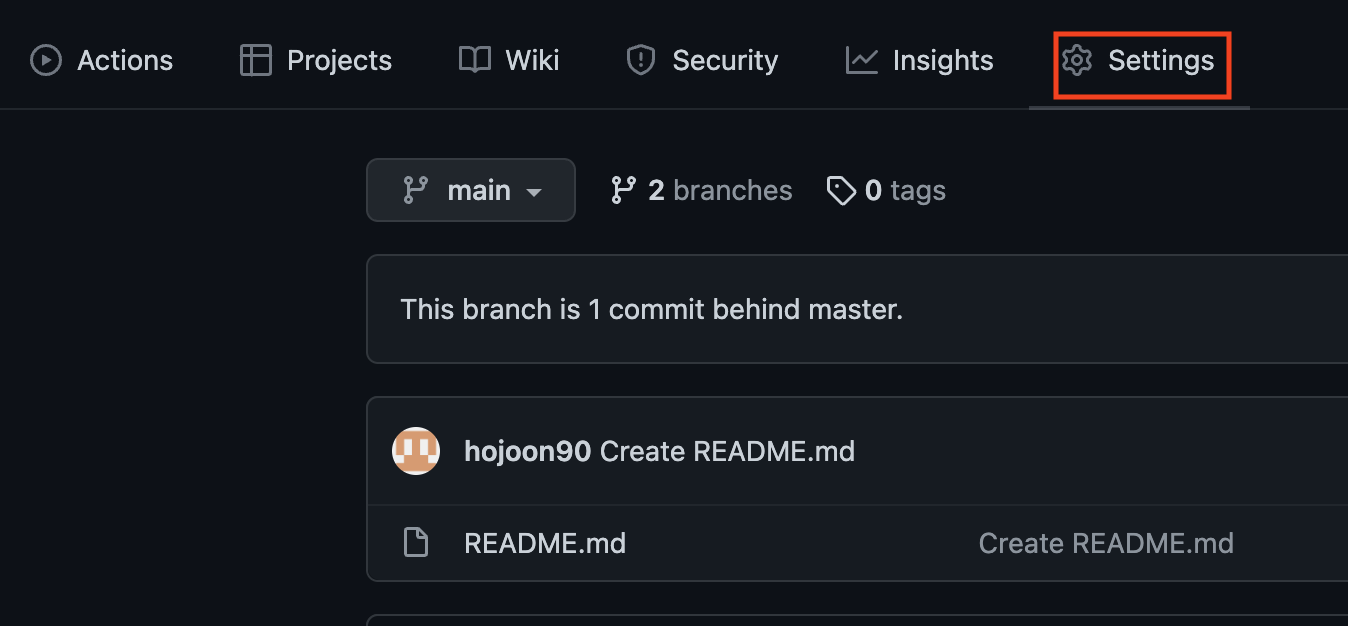 Actions Projects Wiki Security Insights Settings
main 2 branches 0 tags
This branch is 1 commit behind master.
hojoon90 Create README.md
README.md Create README.md